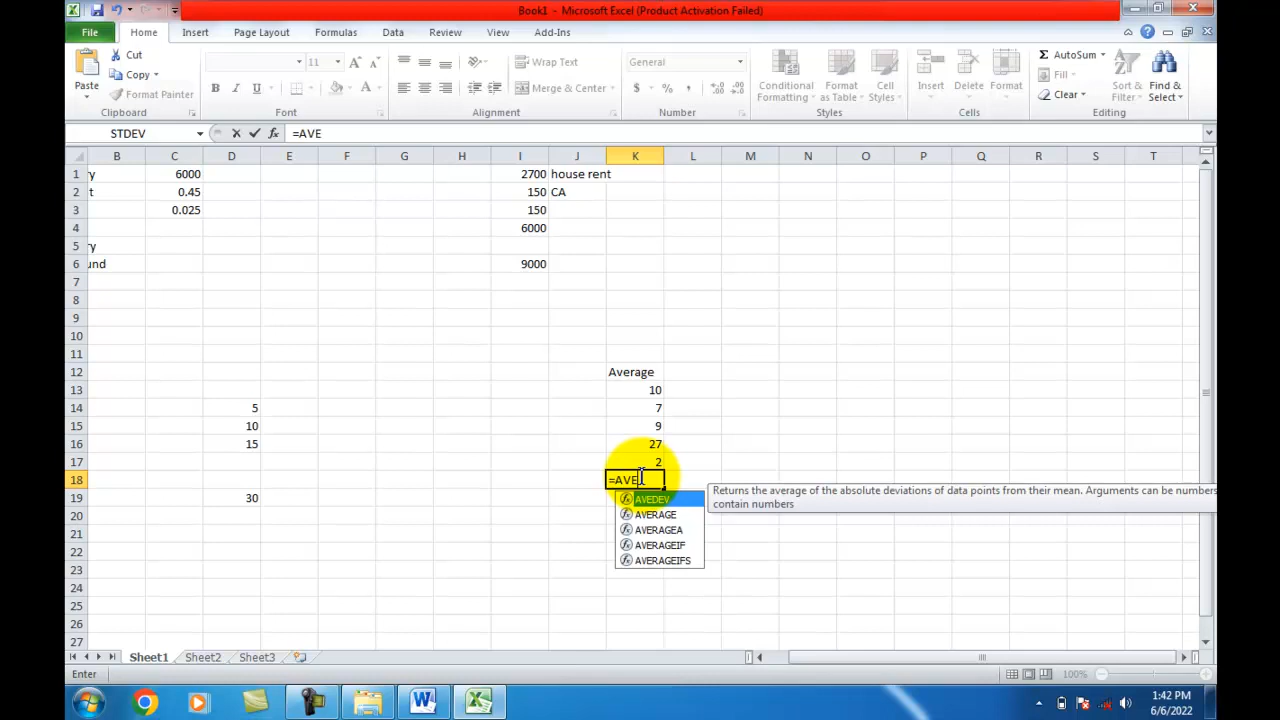 Book1 - Microsoft Excel (Product Activation Failed)
File Home Insert Page Layout Formulas Data Review View Add-Ins
Paste
Cut
Copy
Format Painter
Clipboard
11
Font
Wrap Text
Merge & Center
Alignment
General
$ % ,
Number
Conditional Formatting
Format as Table
Cell Styles
Styles
Insert
Delete
Format
Cells
Σ AutoSum
Fill
Clear
Sort & Filter
Find & Select
Editing
STDEV =AVE
B C D E F G H I J K L M N O P Q R S T
1 ry 6000 2700 house rent
2 t 0.45 150 CA
3 0.025 150
4 6000
5 ry
6 und 9000
7
8
9
10
11
12 Average
13 10
14 5 7
15 10 9
16 15 27
17 2
18 =AVE
19 30
20
21
22
23
24
25
26
27
AVEDEV
AVERAGE
AVERAGEA
AVERAGEIF
AVERAGEIFS
Returns the average of the absolute deviations of data points from their mean. Arguments can be numbers
contain numbers
Sheet1 Sheet2 Sheet3
Enter 100%
1:42 PM
6/6/2022